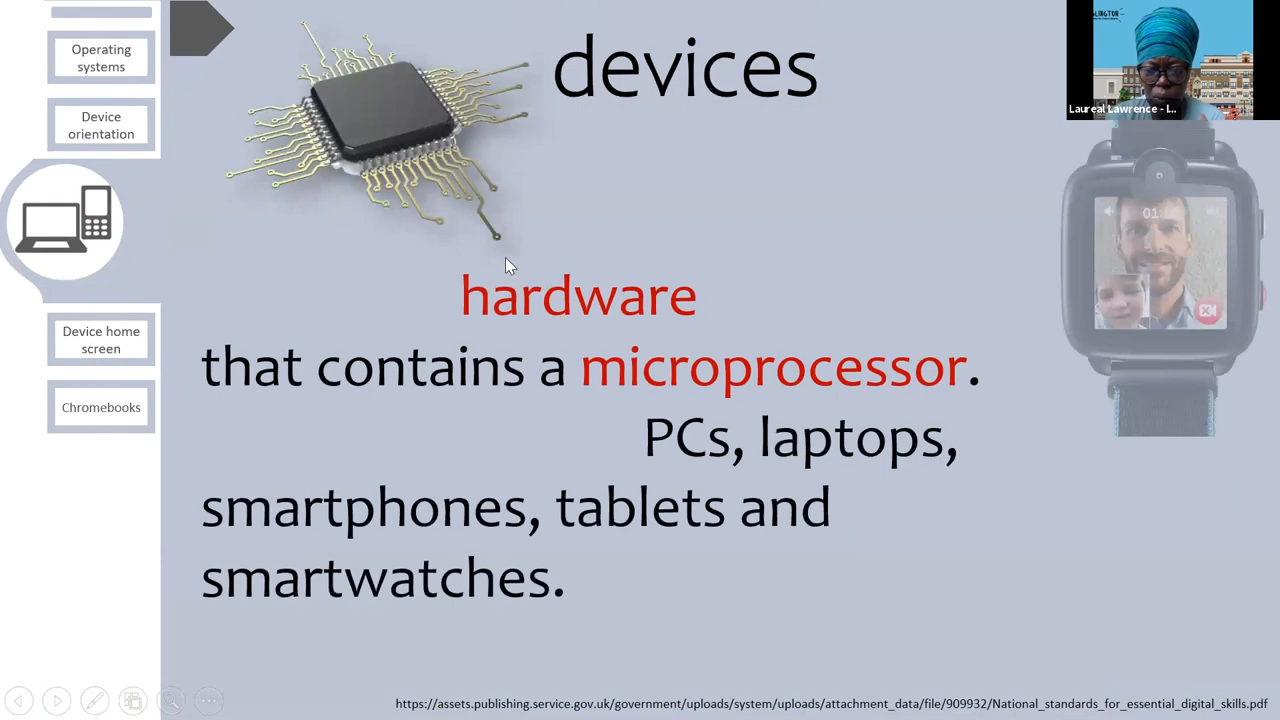 Operating
systems
Device
orientation
Device home
screen
Chromebooks
devices
hardware
that contains a microprocessor.
PCs, laptops,
smartphones, tablets and
smartwatches.
https://assets.publishing.service.gov.uk/government/uploads/system/uploads/attachment_data/file/909932/National_standards_for_essential_digital_skills.pdf
Laureal Lawrence - I...